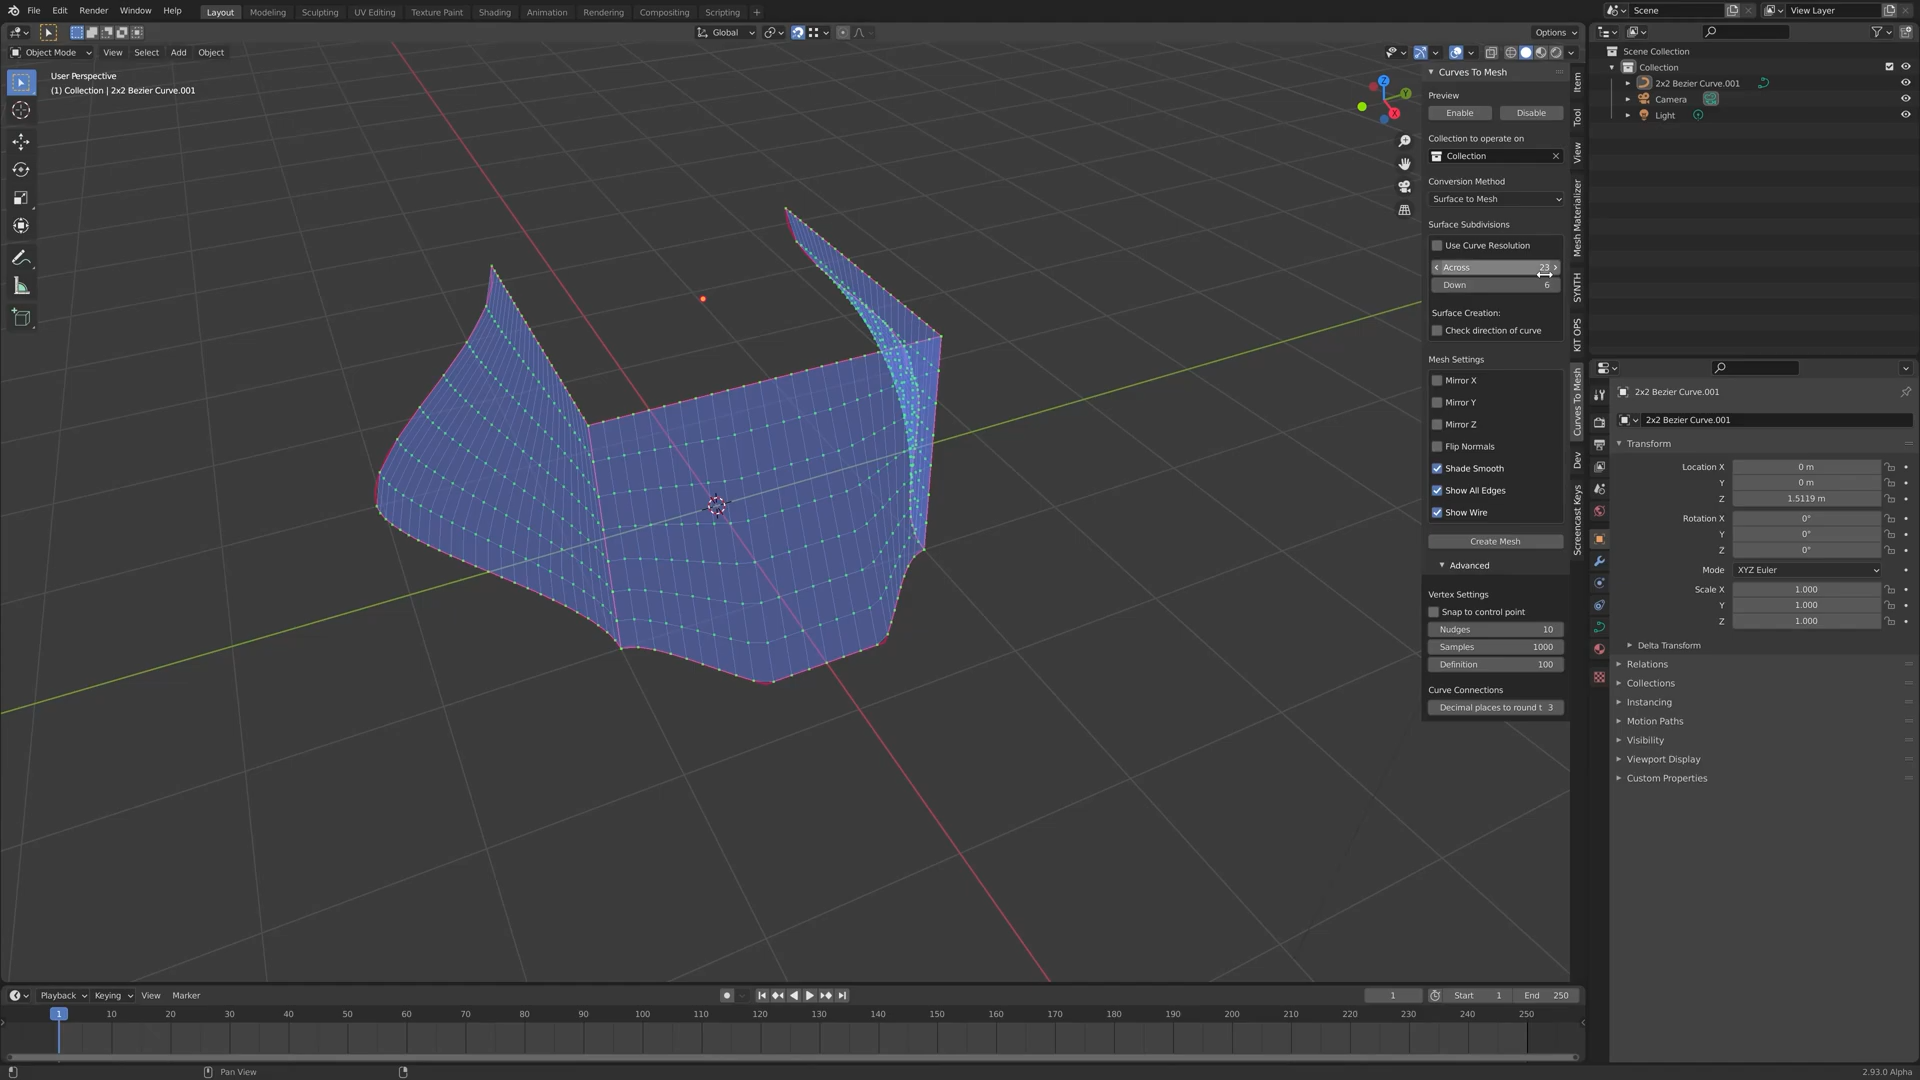 File Edit Render Window Help Layout Modeling Sculpting UV Editing Texture Paint Shading Animation Rendering Compositing Scripting + Scene View Layer
Global Options
Object Mode View Select Add Object
User Perspective
(1) Collection | 2x2 Bezier Curve.001
Z
Y
X
Curves To Mesh
Preview
Enable Disable
Collection to operate on
Collection
Conversion Method
Surface to Mesh
Surface Subdivisions
Use Curve Resolution
Across 23
Down 6
Surface Creation:
Check direction of curve
Mesh Settings
Mirror X
Mirror Y
Mirror Z
Flip Normals
Shade Smooth
Show All Edges
Show Wire
Create Mesh
Advanced
Vertex Settings
Snap to control point
Nudges 10
Samples 1000
Definition 100
Curve Connections
Decimal places to round t 3
Item
Tool
View
Mesh Materializer
SYNTH
KIT OPS
Curves To Mesh
Dev
Screencast Keys
Scene Collection
Collection
2x2 Bezier Curve.001
Camera
Light
2x2 Bezier Curve.001
2x2 Bezier Curve.001
Transform
Location X 0 m
Y 0 m
Z 1.5119 m
Rotation X 0°
Y 0°
Z 0°
Mode XYZ Euler
Scale X 1.000
Y 1.000
Z 1.000
Delta Transform
Relations
Collections
Instancing
Motion Paths
Visibility
Viewport Display
Custom Properties
Playback Keying View Marker 1 Start 1 End 250
1 10 20 30 40 50 60 70 80 90 100 110 120 130 140 150 160 170 180 190 200 210 220 230 240 250
Pan View 2.93.0 Alpha